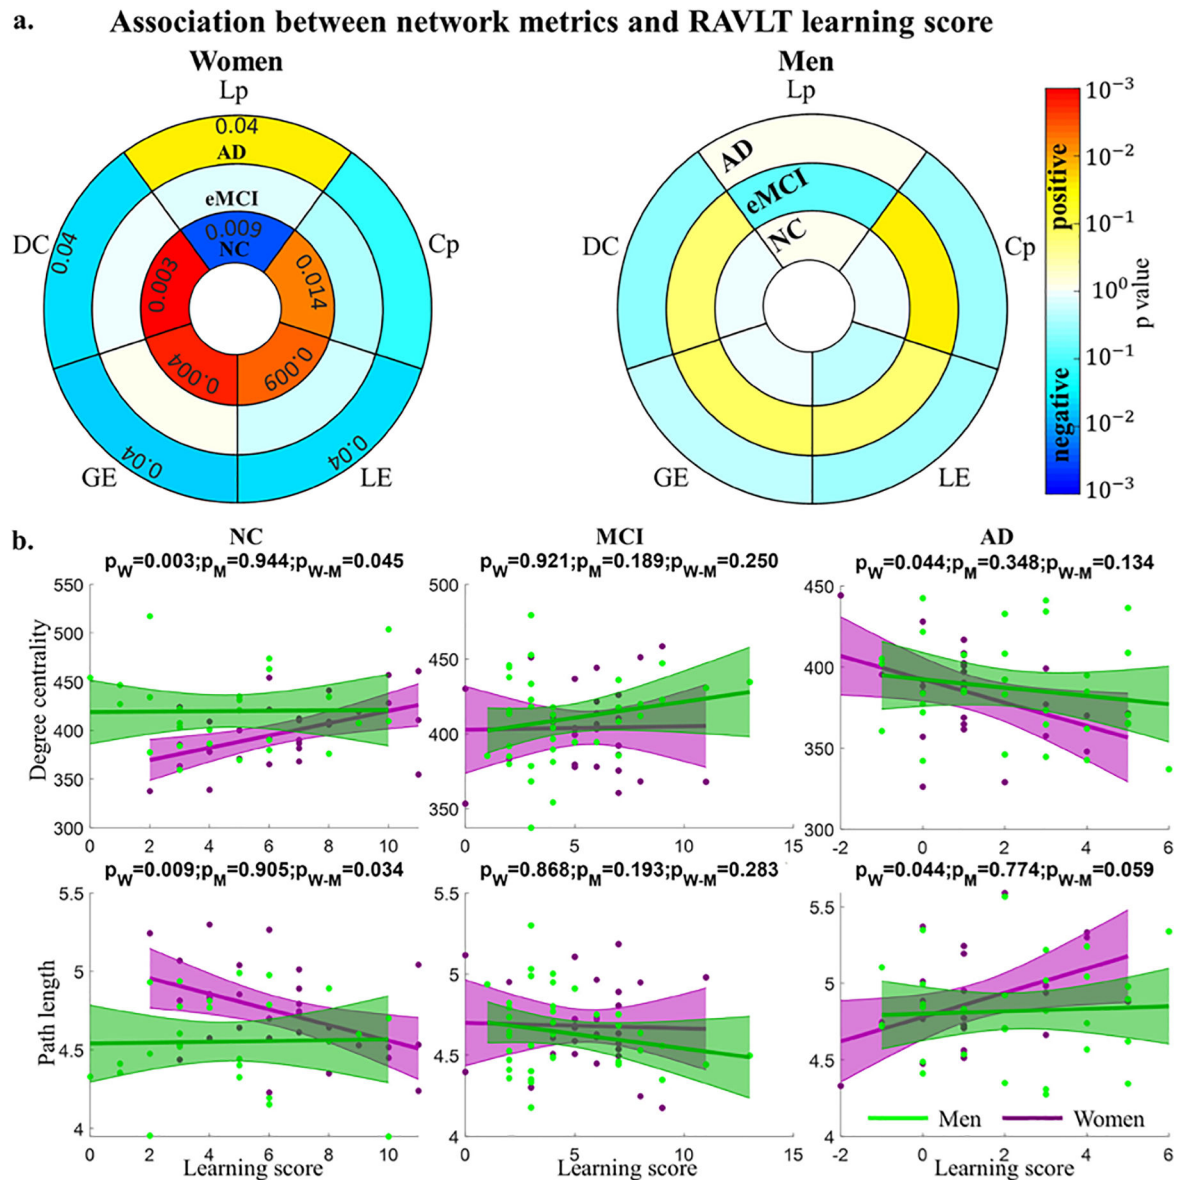 a. Association between network metrics and RAVLT learning score
Women
Men
Lp
0.04
AD
eMCI
0.009
NC
DC
0.04
0.003
0.014
Cp
0.004
0.009
GE
0.04
0.04
LE
Lp
AD
eMCI
NC
DC
Cp
GE
LE
10⁻³
10⁻²
10⁻¹
10⁰
10⁻¹
10⁻²
10⁻³
positive
negative
p value
b.
NC
MCI
AD
pW=0.003;pM=0.944;pW-M=0.045
pW=0.921;pM=0.189;pW-M=0.250
pW=0.044;pM=0.348;pW-M=0.134
Degree centrality
550
500
450
400
350
300
0 2 4 6 8 10
500
450
400
350
0 5 10 15
450
400
350
300
-2 0 2 4 6
pW=0.009;pM=0.905;pW-M=0.034
pW=0.868;pM=0.193;pW-M=0.283
pW=0.044;pM=0.774;pW-M=0.059
Path length
5.5
5
4.5
4
0 2 4 6 8 10
Learning score
5.5
5
4.5
4
0 5 10 15
Learning score
5.5
5
4.5
4
Men
Women
-2 0 2 4 6
Learning score